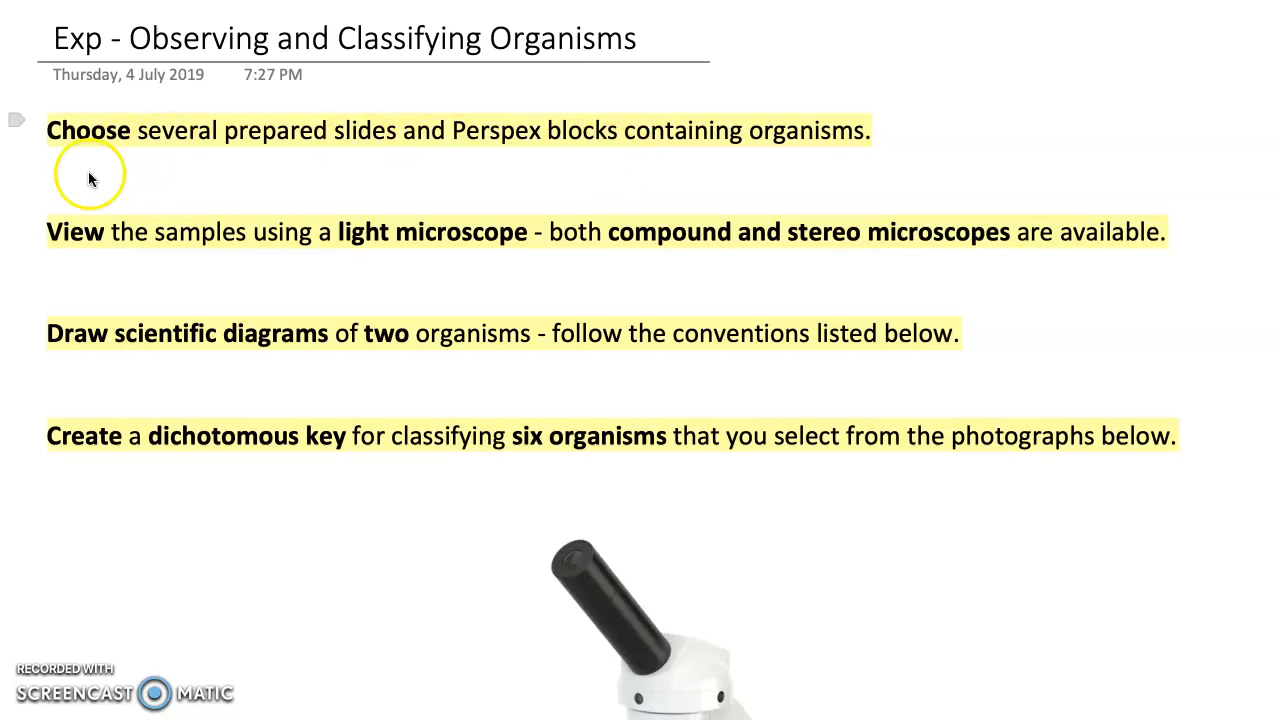 Exp - Observing and Classifying Organisms
Thursday, 4 July 2019 7:27 PM
Choose several prepared slides and Perspex blocks containing organisms.
View the samples using a light microscope - both compound and stereo microscopes are available.
Draw scientific diagrams of two organisms - follow the conventions listed below.
Create a dichotomous key for classifying six organisms that you select from the photographs below.
RECORDED WITH
SCREENCAST MATIC